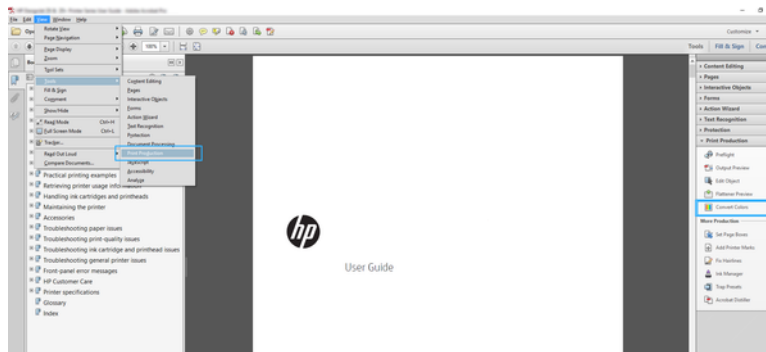 File Edit View Window Help
Customize
100%
Tools Fill & Sign
Rotate View
Page Navigation
Page Display
Zoom
Tool Sets
Tools
Fill & Sign
Comment
Show/Hide
Read Mode Ctrl+H
Full Screen Mode Ctrl+L
Tracker...
Read Out Loud
Compare Documents...
Content Editing
Pages
Interactive Objects
Forms
Action Wizard
Text Recognition
Protection
Document Processing
Print Production
JavaScript
Accessibility
Analyze
Practical printing examples
Retrieving printer usage information
Handling ink cartridges and printheads
Maintaining the printer
Accessories
Troubleshooting paper issues
Troubleshooting print-quality issues
Troubleshooting ink cartridge and printhead issues
Troubleshooting general printer issues
Front-panel error messages
HP Customer Care
Printer specifications
Glossary
Index
hp
User Guide
Content Editing
Pages
Interactive Objects
Forms
Action Wizard
Text Recognition
Protection
Print Production
Preflight
Output Preview
Edit Object
Flattener Preview
Convert Colors
More Production
Set Page Boxes
Add Printer Marks
Fix Hairlines
Ink Manager
Trap Presets
Acrobat Distiller